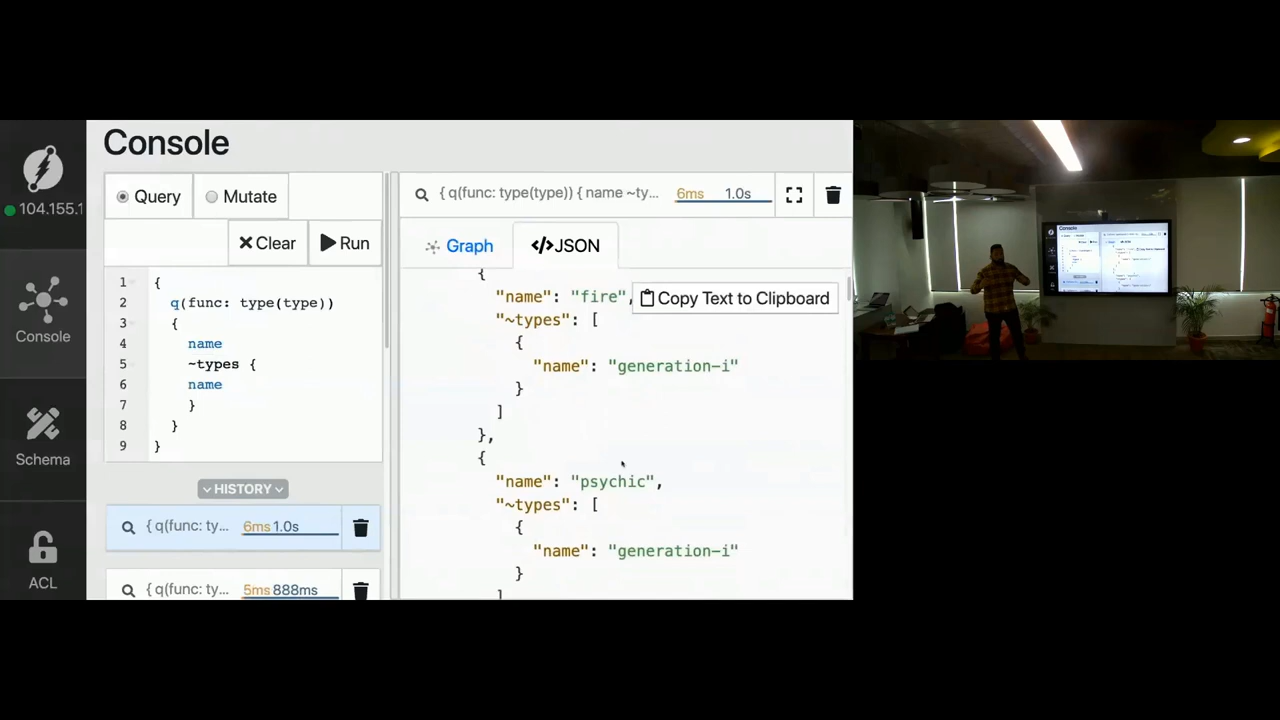 Console
Query
Mutate
Clear
Run
104.155.1
Console
Schema
ACL
1 {
2 q(func: type(type))
3 {
4 name
5 ~types {
6 name
7 }
8 }
9 }
HISTORY
{ q(func: ty... 6ms 1.0s
{ q(func: ty... 5ms 888ms
{ q(func: type(type)) { name ~ty... 6ms 1.0s
Graph
</>JSON
Copy Text to Clipboard
{
"name": "fire",
"~types": [
{
"name": "generation-i"
}
]
},
{
"name": "psychic",
"~types": [
{
"name": "generation-i"
}
]